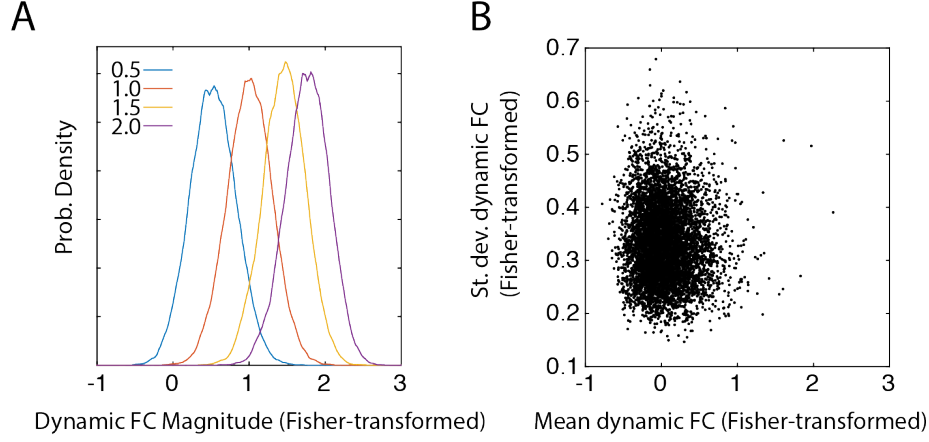 A
Prob. Density
0.5
1.0
1.5
2.0
-1 0 1 2 3
Dynamic FC Magnitude (Fisher-transformed)
B
St. dev. dynamic FC
(Fisher-transformed)
0.7
0.6
0.5
0.4
0.3
0.2
0.1
-1 0 1 2 3
Mean dynamic FC (Fisher-transformed)